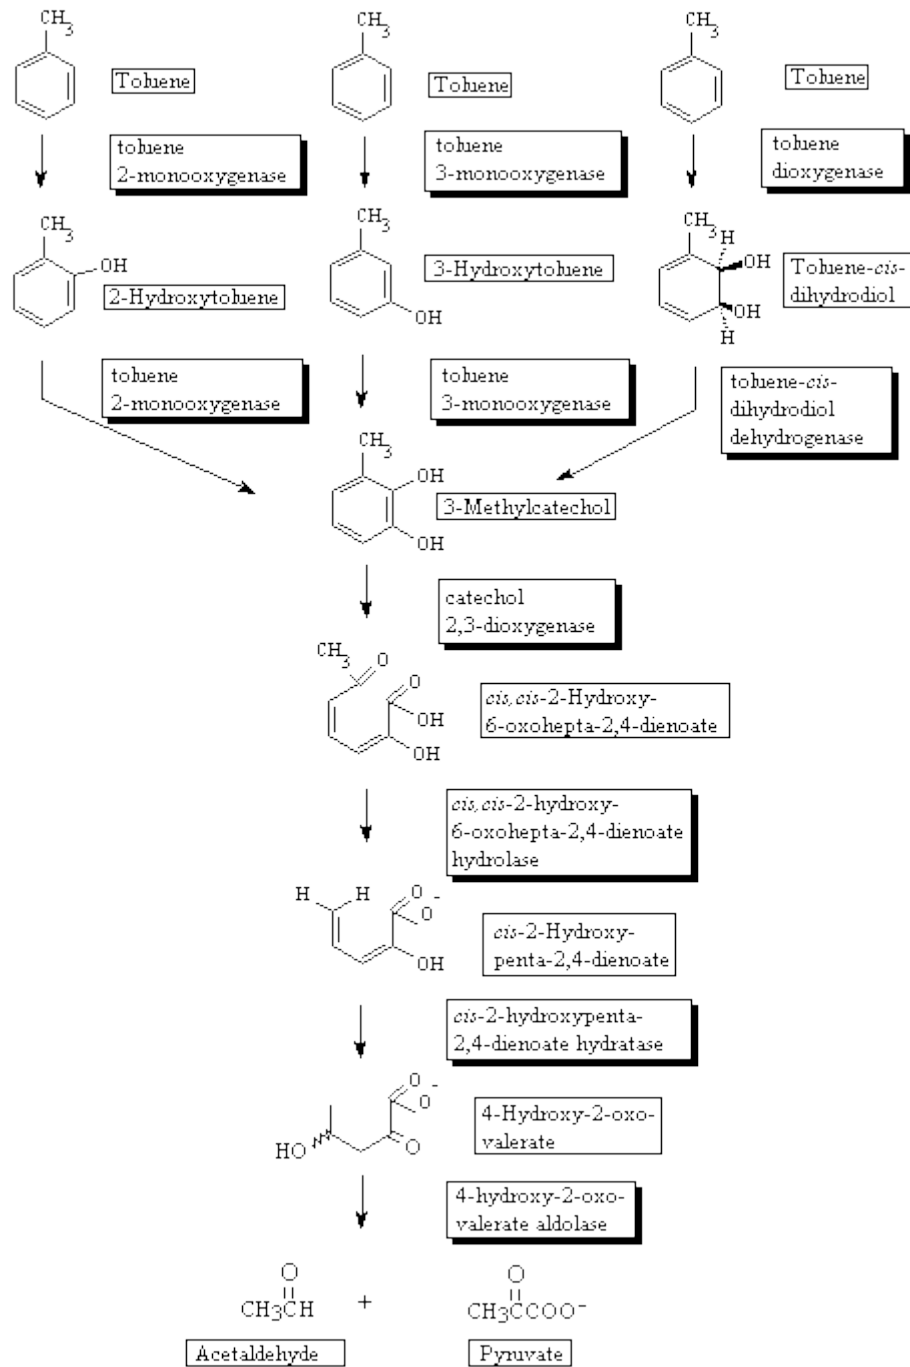 CH3
CH3
CH3
Toluene
Toluene
Toluene
toluene
2-monooxygenase
toluene
3-monooxygenase
toluene
dioxygenase
CH3
OH
2-Hydroxytoluene
CH3
3-Hydroxytoluene
OH
CH3
H
OH
OH
H
Toluene-cis-
dihydrodiol
toluene
2-monooxygenase
toluene
3-monooxygenase
toluene-cis-
dihydrodiol
dehydrogenase
CH3
OH
OH
3-Methylcatechol
catechol
2,3-dioxygenase
CH3
O
O
OH
OH
cis,cis-2-Hydroxy-
6-oxohepta-2,4-dienoate
cis,cis-2-hydroxy-
6-oxohepta-2,4-dienoate
hydrolase
H
H
O
O-
OH
cis-2-Hydroxy-
penta-2,4-dienoate
cis-2-hydroxypenta-
2,4-dienoate hydratase
O
O-
HO
O
4-Hydroxy-2-oxo-
valerate
4-hydroxy-2-oxo-
valerate aldolase
O
CH3CH
+
O
CH3CCOO-
Acetaldehyde
Pyruvate